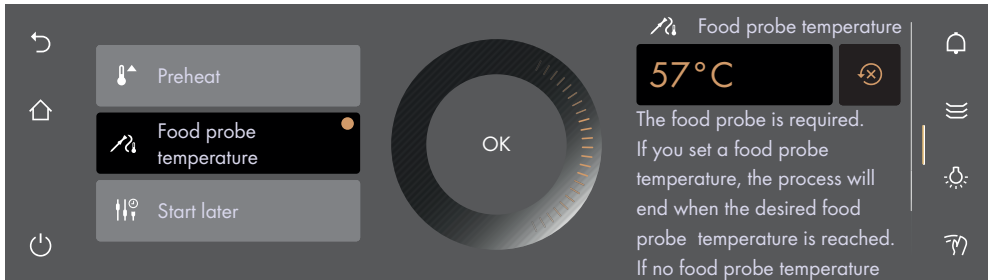 Preheat
Food probe
temperature
Start later
OK
Food probe temperature
57°C
The food probe is required.
If you set a food probe
temperature, the process will
end when the desired food
probe temperature is reached.
If no food probe temperature